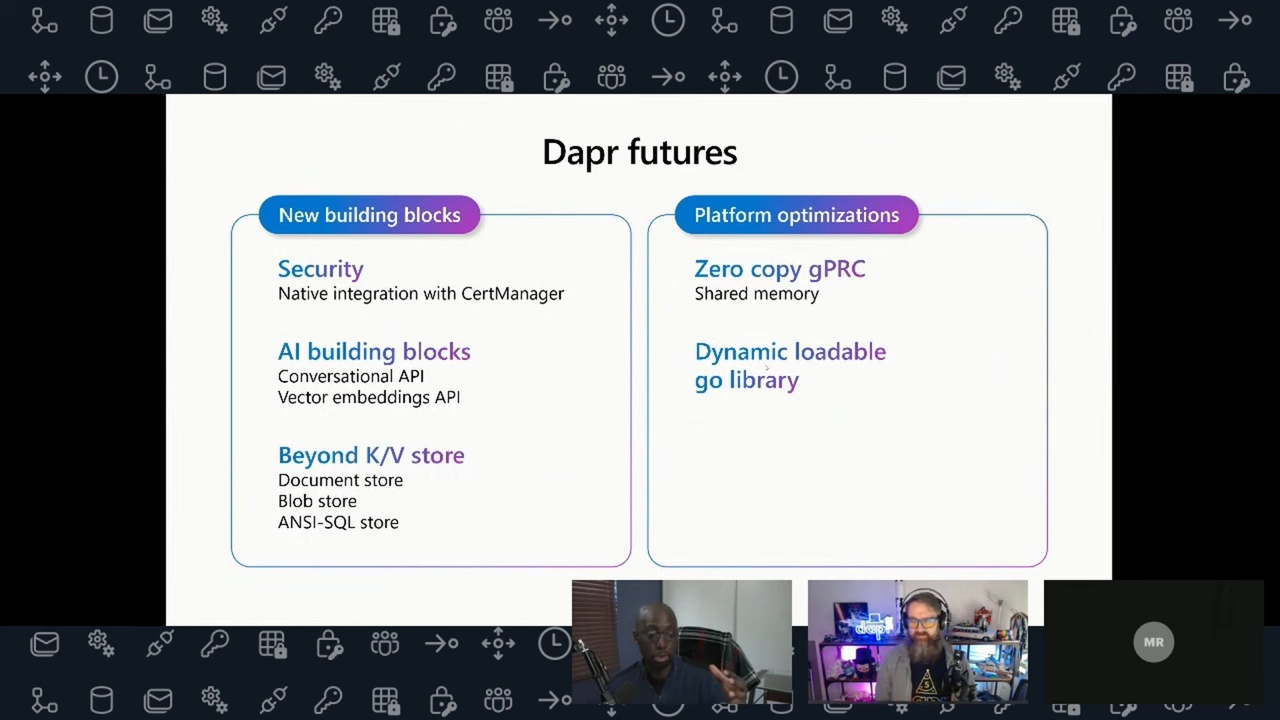 Dapr futures
New building blocks
Security
Native integration with CertManager
AI building blocks
Conversational API
Vector embeddings API
Beyond K/V store
Document store
Blob store
ANSI-SQL store
Platform optimizations
Zero copy gPRC
Shared memory
Dynamic loadable
go library
dapr
5
MR